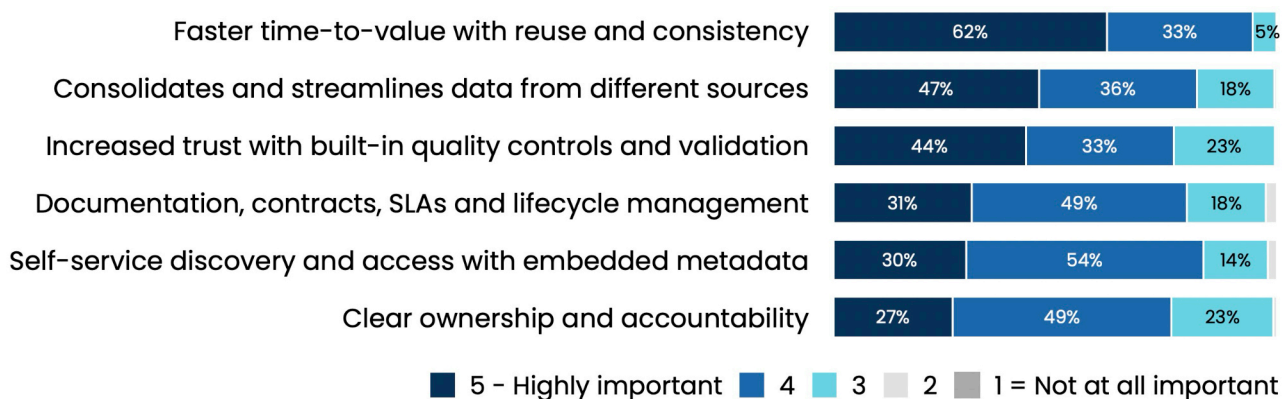 Faster time-to-value with reuse and consistency 62% 33% 5%
Consolidates and streamlines data from different sources 47% 36% 18%
Increased trust with built-in quality controls and validation 44% 33% 23%
Documentation, contracts, SLAs and lifecycle management 31% 49% 18%
Self-service discovery and access with embedded metadata 30% 54% 14%
Clear ownership and accountability 27% 49% 23%
5 - Highly important 4 3 2 1 = Not at all important